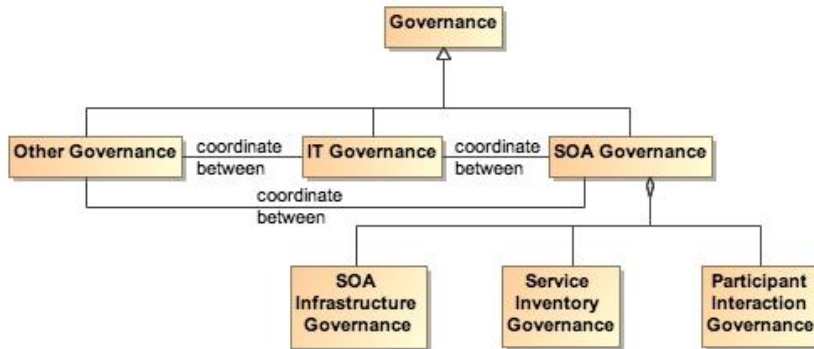 Governance
Other Governance
coordinate
between
IT Governance
coordinate
between
SOA Governance
coordinate
between
SOA
Infrastructure
Governance
Service
Inventory
Governance
Participant
Interaction
Governance